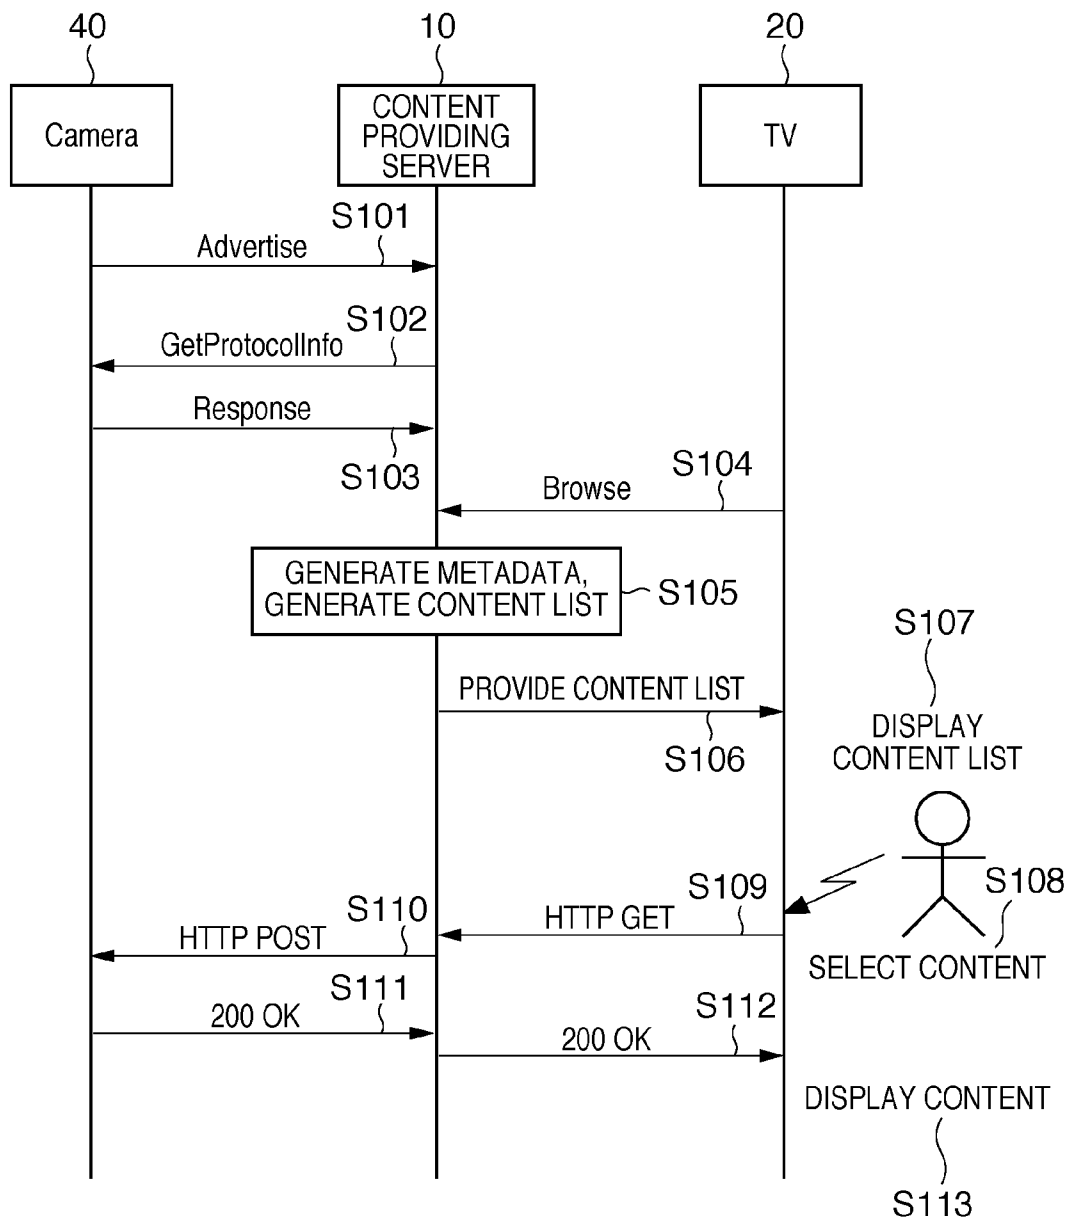 40
10
20
Camera
CONTENT
PROVIDING
SERVER
TV
S101
Advertise
S102
GetProtocolInfo
Response
S103
S104
Browse
GENERATE METADATA,
GENERATE CONTENT LIST
S105
S107
PROVIDE CONTENT LIST
S106
DISPLAY
CONTENT LIST
S108
SELECT CONTENT
S109
HTTP GET
S110
HTTP POST
S111
200 OK
S112
200 OK
DISPLAY CONTENT
S113